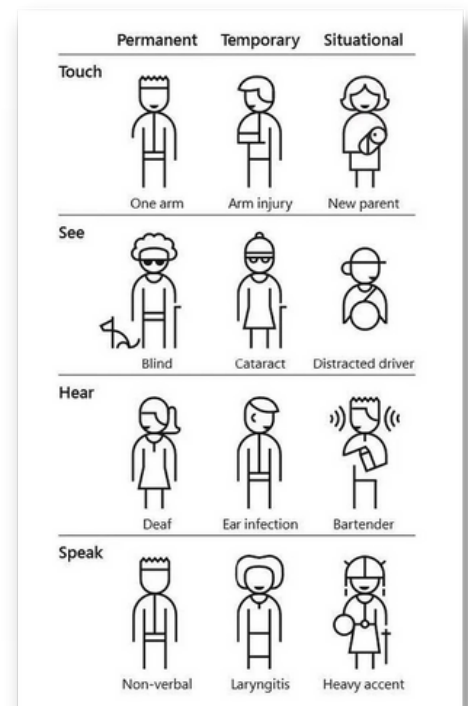 Permanent Temporary Situational
Touch
One arm Arm injury New parent
See
Blind Cataract Distracted driver
Hear
Deaf Ear infection Bartender
Speak
Non-verbal Laryngitis Heavy accent